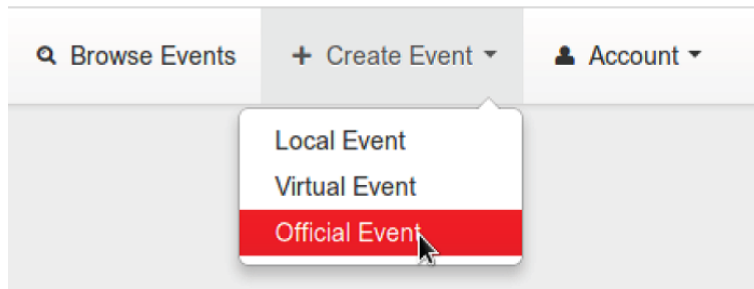 Browse Events + Create Event Account
Local Event
Virtual Event
Official Event